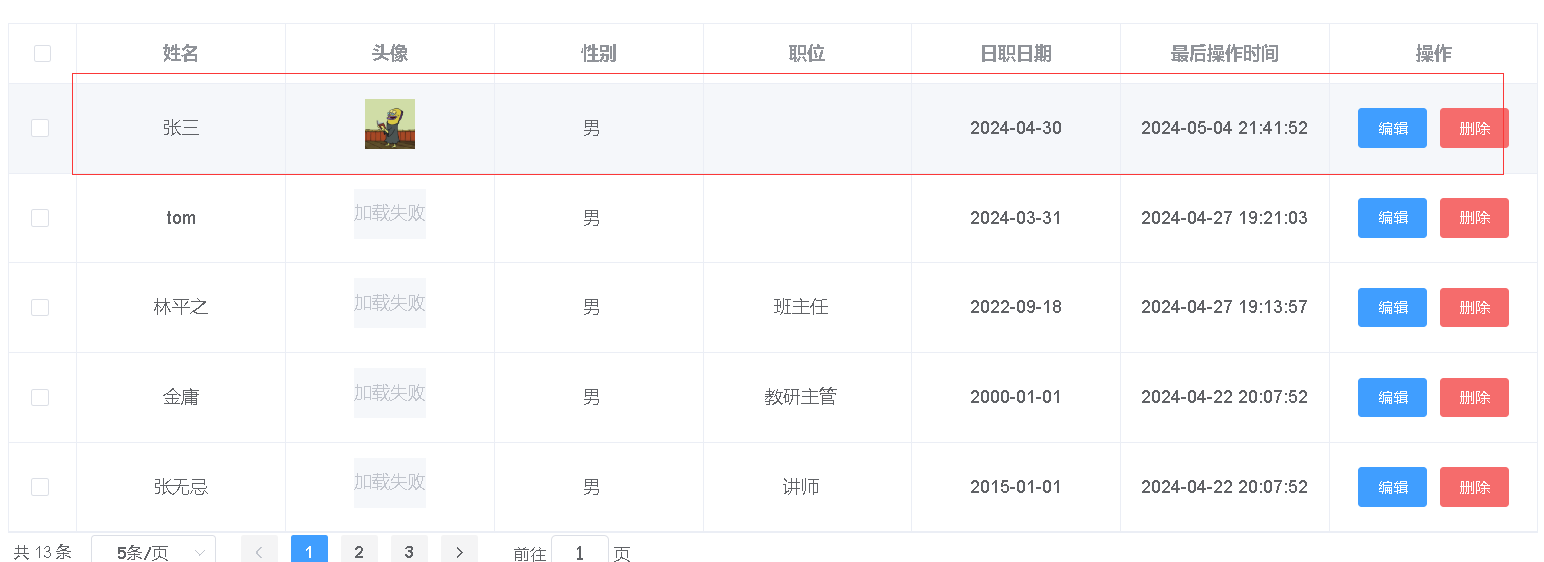 姓名 头像 性别 职位 日职日期 最后操作时间 操作
张三 男 2024-04-30 2024-05-04 21:41:52 编辑 删除
tom 加载失败 男 2024-03-31 2024-04-27 19:21:03 编辑 删除
林平之 加载失败 男 班主任 2022-09-18 2024-04-27 19:13:57 编辑 删除
金庸 加载失败 男 教研主管 2000-01-01 2024-04-22 20:07:52 编辑 删除
张无忌 加载失败 男 讲师 2015-01-01 2024-04-22 20:07:52 编辑 删除
共 13 条 5条/页 1 2 3 前往 1 页